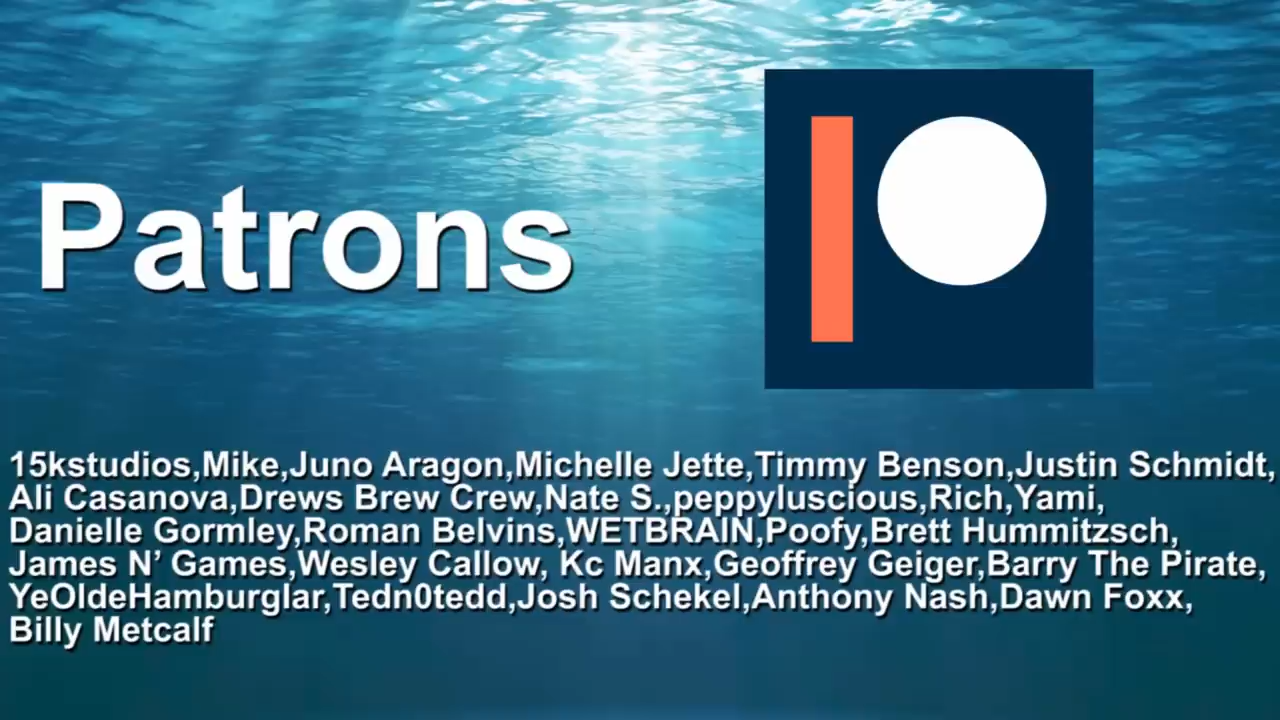 Patrons
15kstudios,Mike,Juno Aragon,Michelle Jette,Timmy Benson,Justin Schmidt,
Ali Casanova,Drews Brew Crew,Nate S.,peppyluscious,Rich,Yami,
Danielle Gormley,Roman Belvins,WETBRAIN,Poofy,Brett Hummitzsch,
James N’ Games,Wesley Callow, Kc Manx,Geoffrey Geiger,Barry The Pirate,
YeOldeHamburglar,Tedn0tedd,Josh Schekel,Anthony Nash,Dawn Foxx,
Billy Metcalf